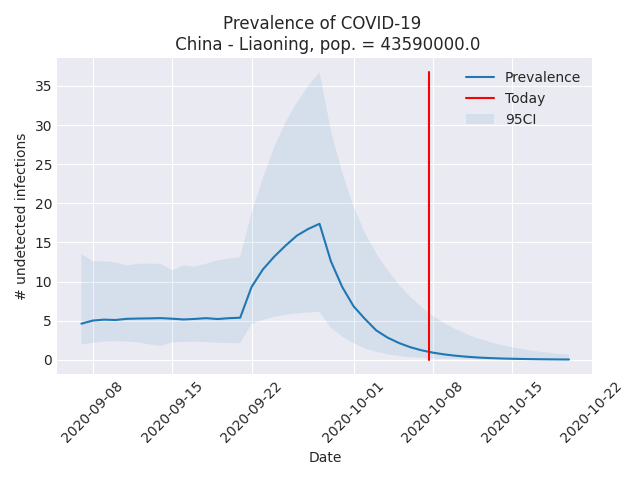 Prevalence of COVID-19
China - Liaoning, pop. = 43590000.0
Prevalence
Today
95CI
# undetected infections
35
30
25
20
15
10
5
0
2020-09-08
2020-09-15
2020-09-22
2020-10-01
2020-10-08
2020-10-15
2020-10-22
Date